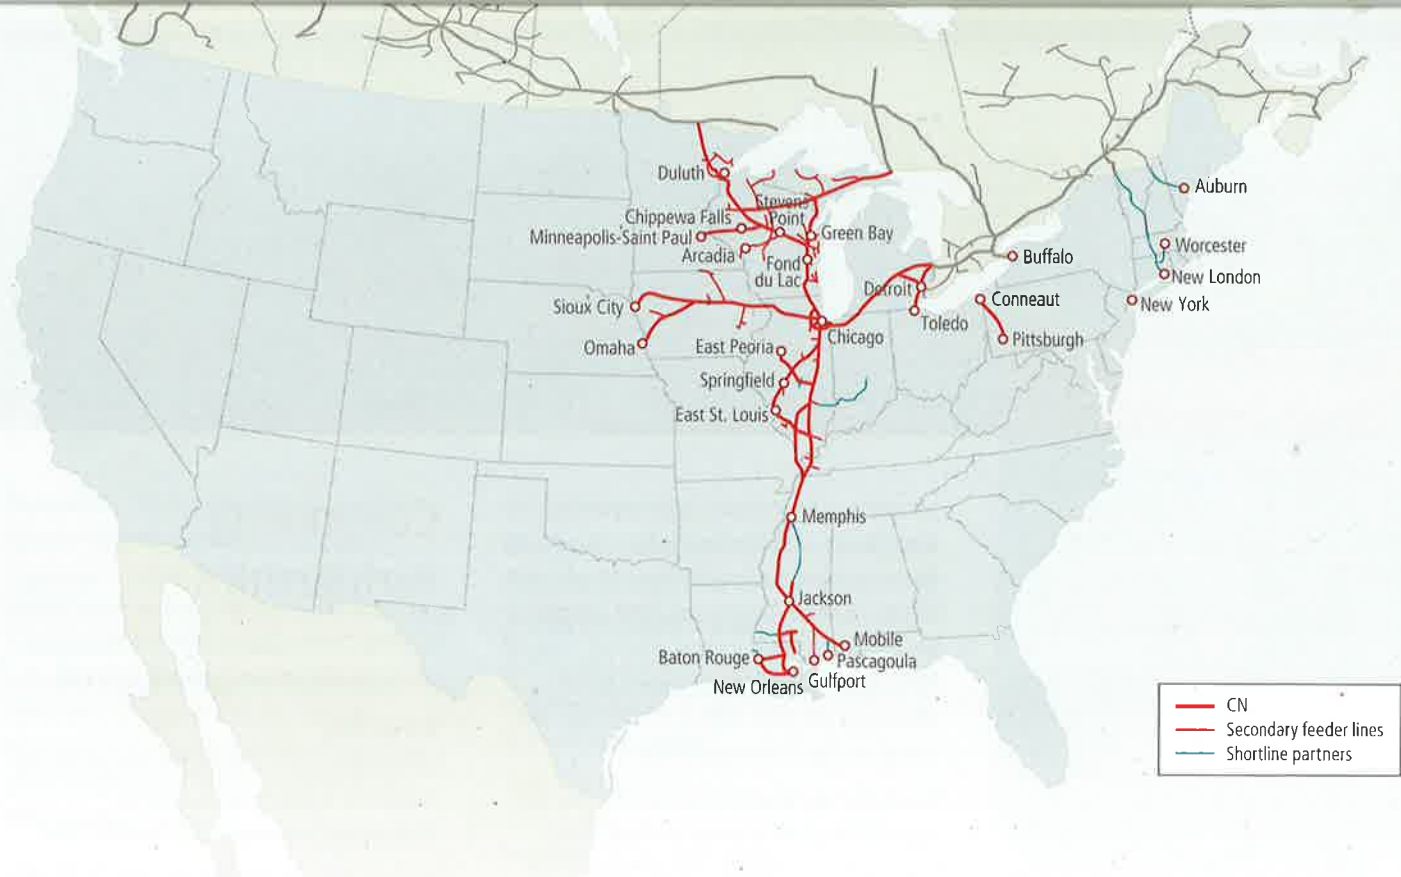 Duluth
Auburn
Stevens
Point
Chippewa Falls
Minneapolis-Saint Paul
Green Bay
Worcester
Arcadia
Buffalo
Fond
du Lac
New London
Detroit
Conneaut
Sioux City
New York
Toledo
Chicago
Pittsburgh
Omaha
East Peoria
Springfield
East St. Louis
Memphis
Jackson
Mobile
Baton Rouge
Pascagoula
New Orleans
Gulfport
CN
Secondary feeder lines
Shortline partners